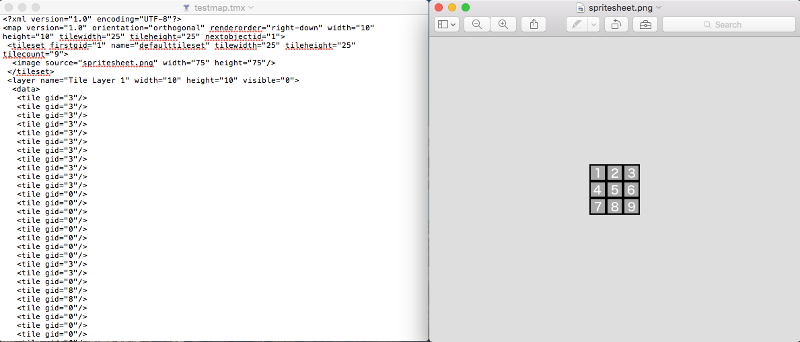 testmap.tmx
<?xml version="1.0" encoding="UTF-8"?>
<map version="1.0" orientation="orthogonal" renderorder="right-down" width="10"
height="10" tilewidth="25" tileheight="25" nextobjectid="1">
<tileset firstgid="1" name="defaulttileset" tilewidth="25" tileheight="25"
tilecount="9">
<image source="spritesheet.png" width="75" height="75"/>
</tileset>
<layer name="Tile Layer 1" width="10" height="10" visible="0">
<data>
<tile gid="3"/>
<tile gid="3"/>
<tile gid="3"/>
<tile gid="3"/>
<tile gid="3"/>
<tile gid="3"/>
<tile gid="3"/>
<tile gid="3"/>
<tile gid="3"/>
<tile gid="3"/>
<tile gid="3"/>
<tile gid="0"/>
<tile gid="0"/>
<tile gid="0"/>
<tile gid="0"/>
<tile gid="0"/>
<tile gid="0"/>
<tile gid="0"/>
<tile gid="0"/>
<tile gid="3"/>
<tile gid="3"/>
<tile gid="0"/>
<tile gid="8"/>
<tile gid="8"/>
<tile gid="0"/>
<tile gid="0"/>
<tile gid="0"/>
<tile gid="0"/>
spritesheet.png
Search
1 2 3
4 5 6
7 8 9